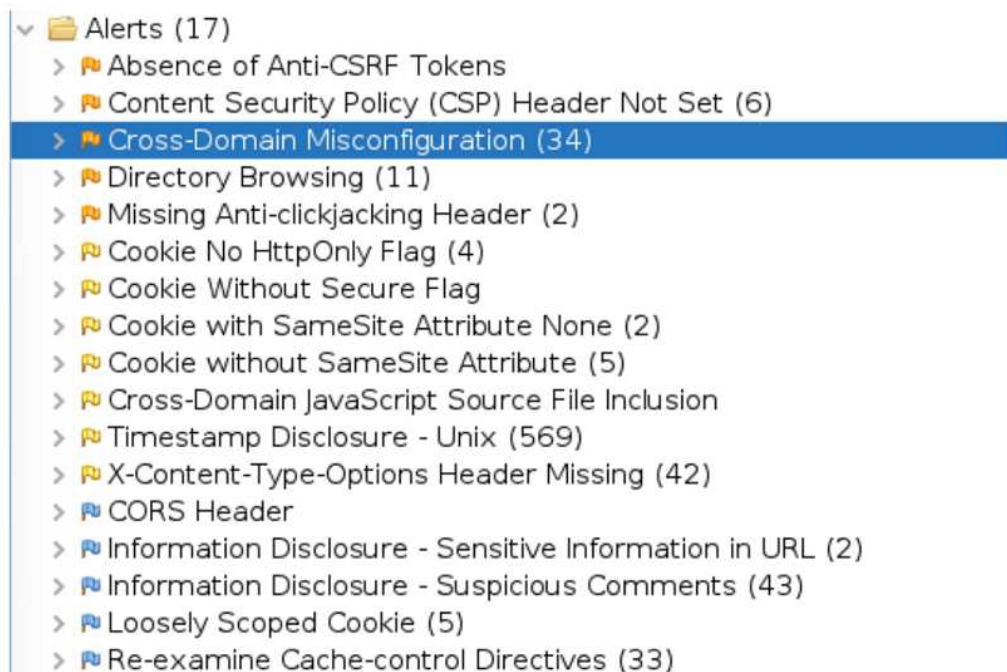 Alerts (17)
Absence of Anti-CSRF Tokens
Content Security Policy (CSP) Header Not Set (6)
Cross-Domain Misconfiguration (34)
Directory Browsing (11)
Missing Anti-clickjacking Header (2)
Cookie No HttpOnly Flag (4)
Cookie Without Secure Flag
Cookie with SameSite Attribute None (2)
Cookie without SameSite Attribute (5)
Cross-Domain JavaScript Source File Inclusion
Timestamp Disclosure - Unix (569)
X-Content-Type-Options Header Missing (42)
CORS Header
Information Disclosure - Sensitive Information in URL (2)
Information Disclosure - Suspicious Comments (43)
Loosely Scoped Cookie (5)
Re-examine Cache-control Directives (33)